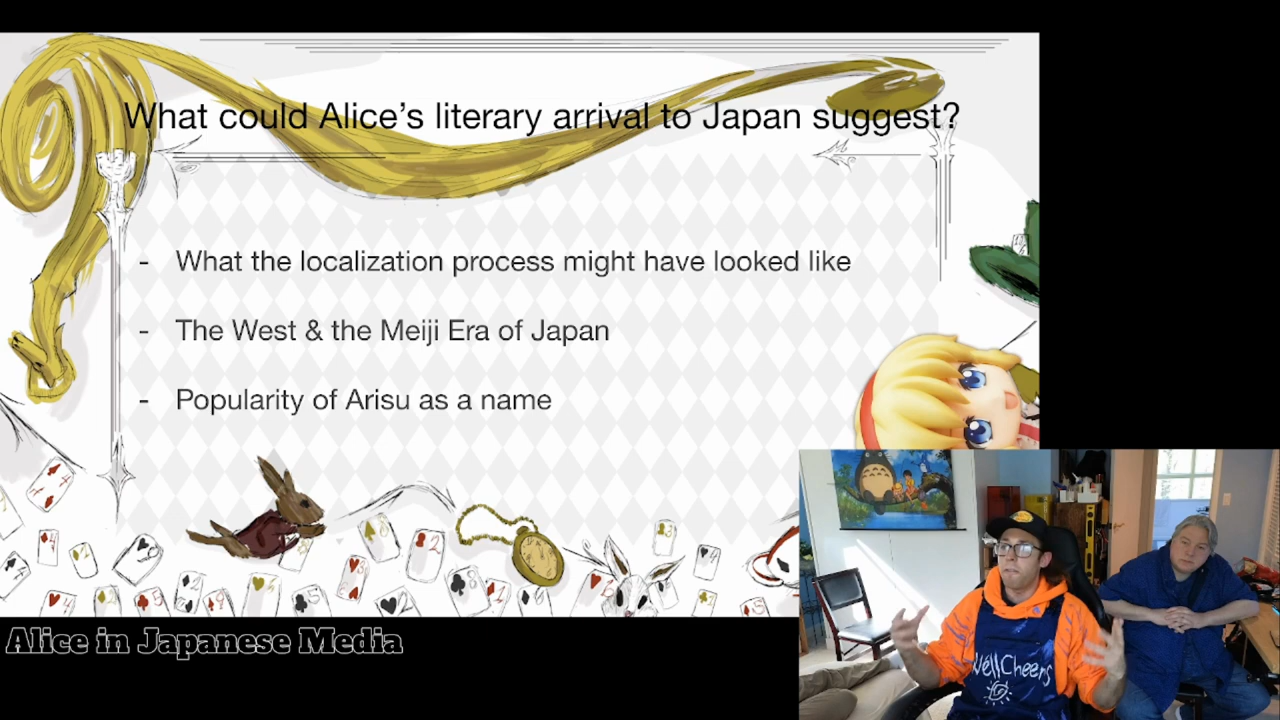 What could Alice's literary arrival to Japan suggest?
- What the localization process might have looked like
- The West & the Meiji Era of Japan
- Popularity of Arisu as a name
WellCheers
Alice in Japanese Media